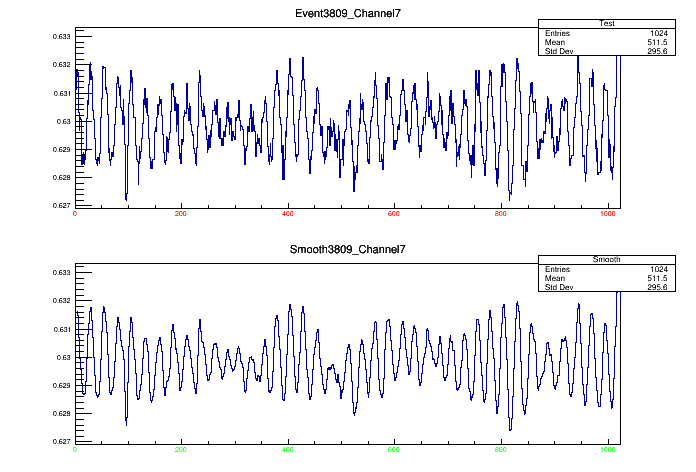 Event3809_Channel7
Test
Entries 1024
Mean 511.5
Std Dev 295.6
0.633
0.632
0.631
0.63
0.629
0.628
0.627
0 200 400 600 800 1000
Smooth3809_Channel7
Smooth
Entries 1024
Mean 511.5
Std Dev 295.6
0.633
0.632
0.631
0.63
0.629
0.628
0.627
0 200 400 600 800 1000